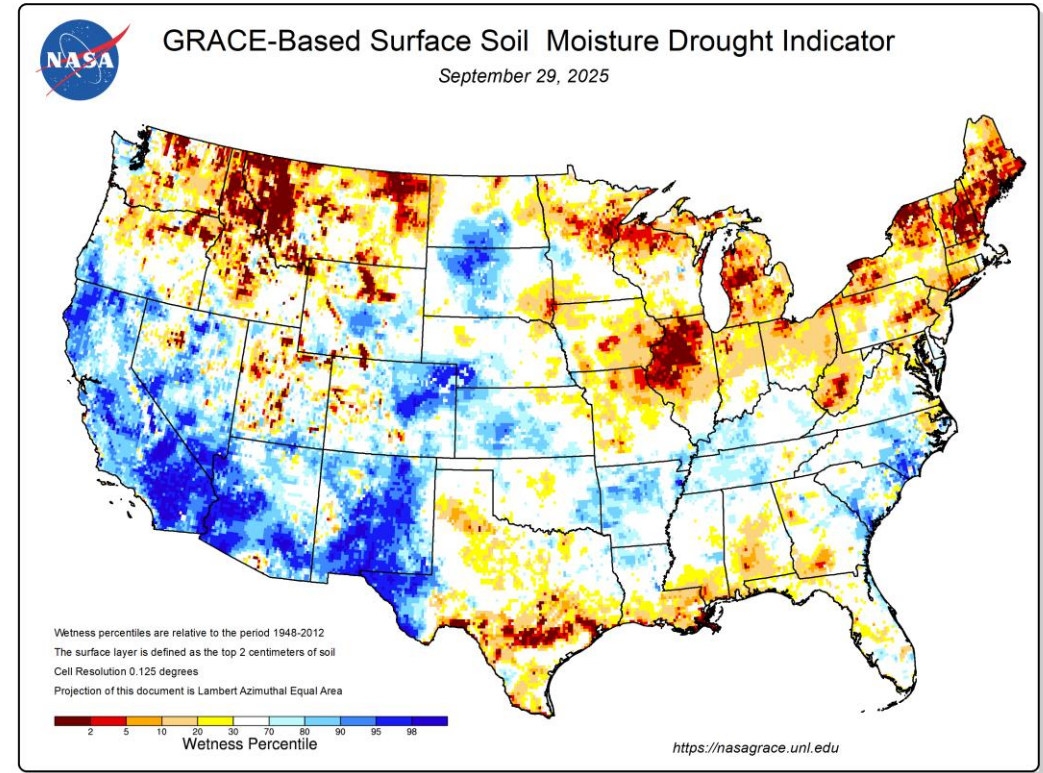 NASA
GRACE-Based Surface Soil Moisture Drought Indicator
September 29, 2025
Wetness percentiles are relative to the period 1948-2012
The surface layer is defined as the top 2 centimeters of soil
Cell Resolution 0.125 degrees
Projection of this document is Lambert Azimuthal Equal Area
2 5 10 20 30 70 80 90 95 98
Wetness Percentile
https://nasagrace.unl.edu